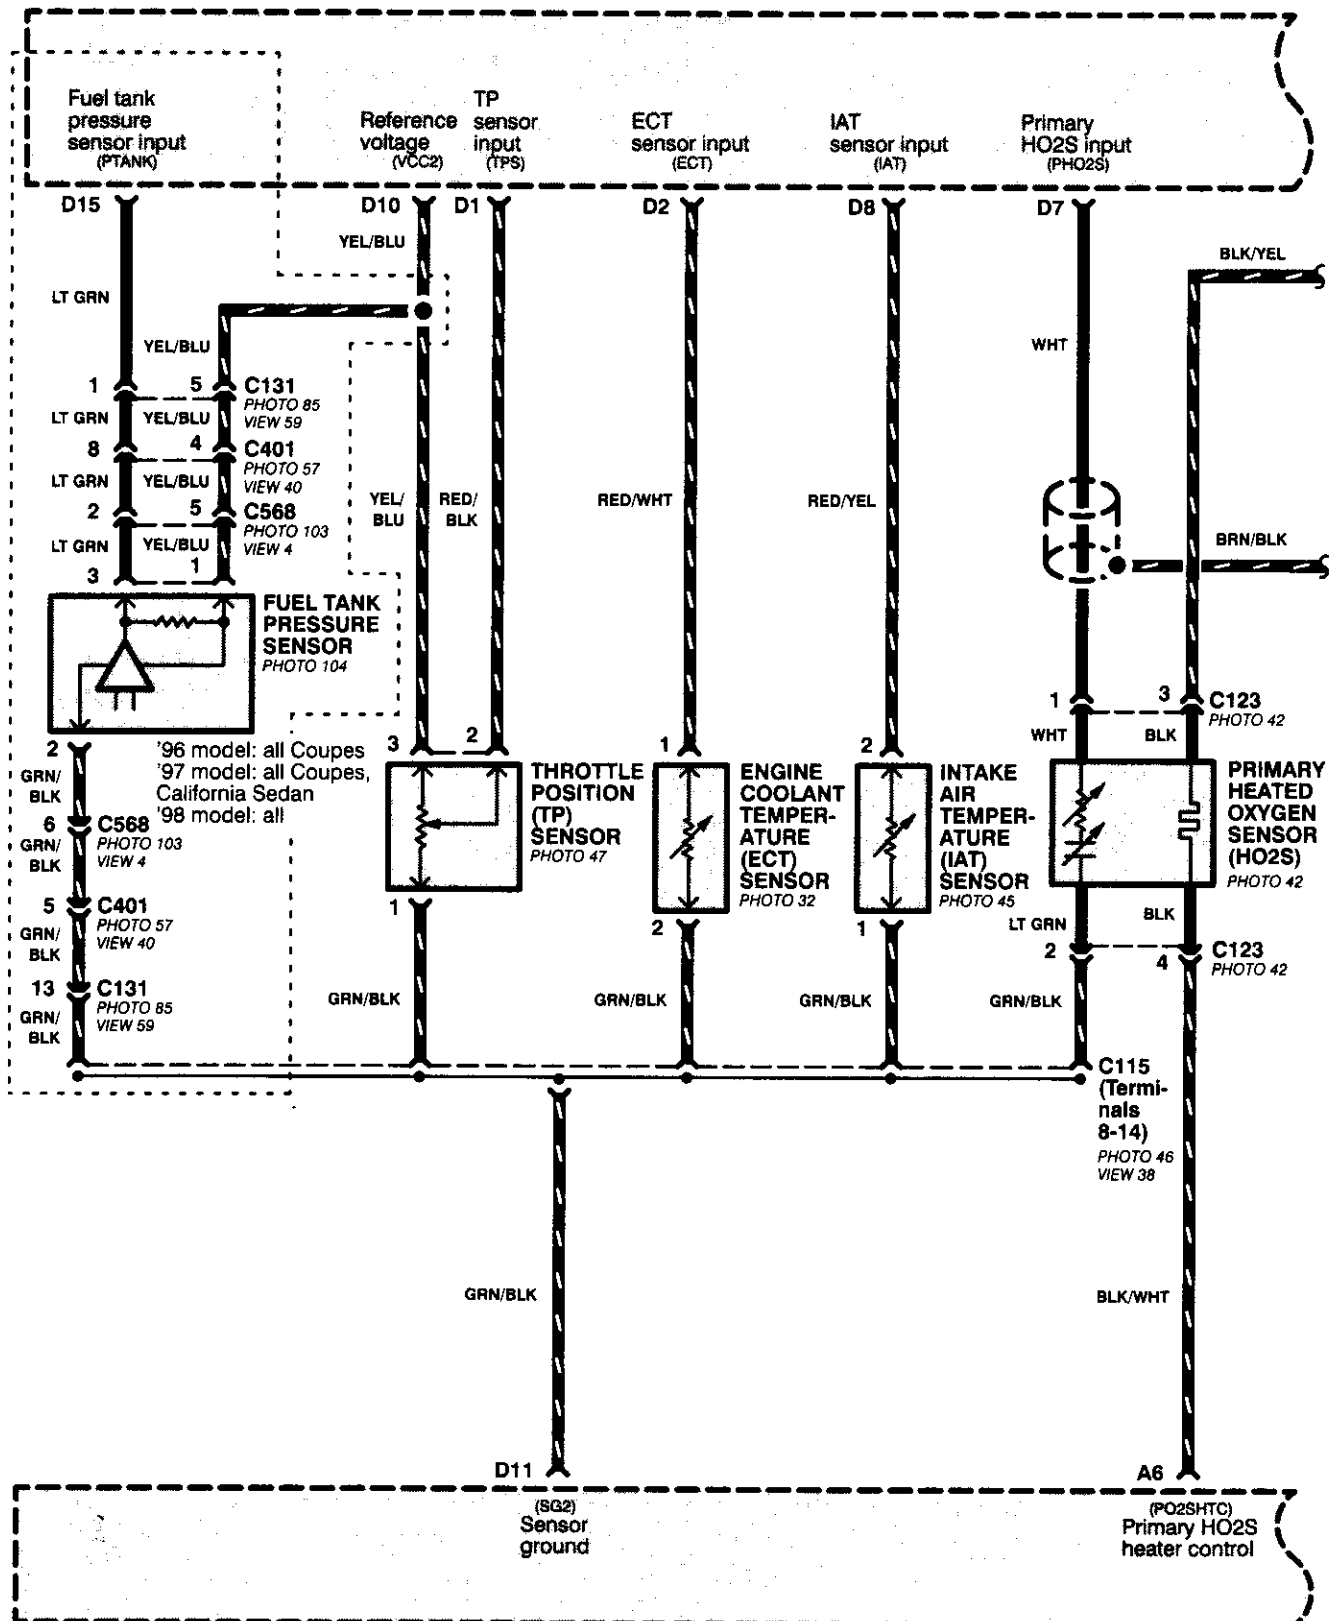 Fuel tank
pressure
sensor input
(PTANK)
Reference
voltage
(VCC2)
TP
sensor
input
(TPS)
ECT
sensor input
(ECT)
IAT
sensor input
(IAT)
Primary
HO2S input
(PHO2S)
D15
D10
D1
D2
D8
D7
YEL/BLU
BLK/YEL
LT GRN
YEL/BLU
WHT
1
5
C131
PHOTO 85
VIEW 59
LT GRN
YEL/BLU
8
4
C401
PHOTO 57
VIEW 40
LT GRN
YEL/BLU
2
5
C568
PHOTO 103
VIEW 4
LT GRN
YEL/BLU
3
1
YEL/
BLU
RED/
BLK
RED/WHT
RED/YEL
BRN/BLK
FUEL TANK
PRESSURE
SENSOR
PHOTO 104
1
3
C123
PHOTO 42
WHT
BLK
2
'96 model: all Coupes
'97 model: all Coupes,
California Sedan
'98 model: all
3
2
1
2
THROTTLE
POSITION
(TP)
SENSOR
PHOTO 47
ENGINE
COOLANT
TEMPER-
ATURE
(ECT)
SENSOR
PHOTO 32
INTAKE
AIR
TEMPER-
ATURE
(IAT)
SENSOR
PHOTO 45
PRIMARY
HEATED
OXYGEN
SENSOR
(HO2S)
PHOTO 42
GRN/
BLK
6
C568
PHOTO 103
VIEW 4
GRN/
BLK
5
C401
PHOTO 57
VIEW 40
GRN/
BLK
13
C131
PHOTO 85
VIEW 59
GRN/
BLK
1
2
1
LT GRN
BLK
2
4
C123
PHOTO 42
GRN/BLK
GRN/BLK
GRN/BLK
GRN/BLK
C115
(Termi-
nals
8-14)
PHOTO 46
VIEW 38
GRN/BLK
BLK/WHT
D11
A6
(SG2)
Sensor
ground
(PO2SHTC)
Primary HO2S
heater control